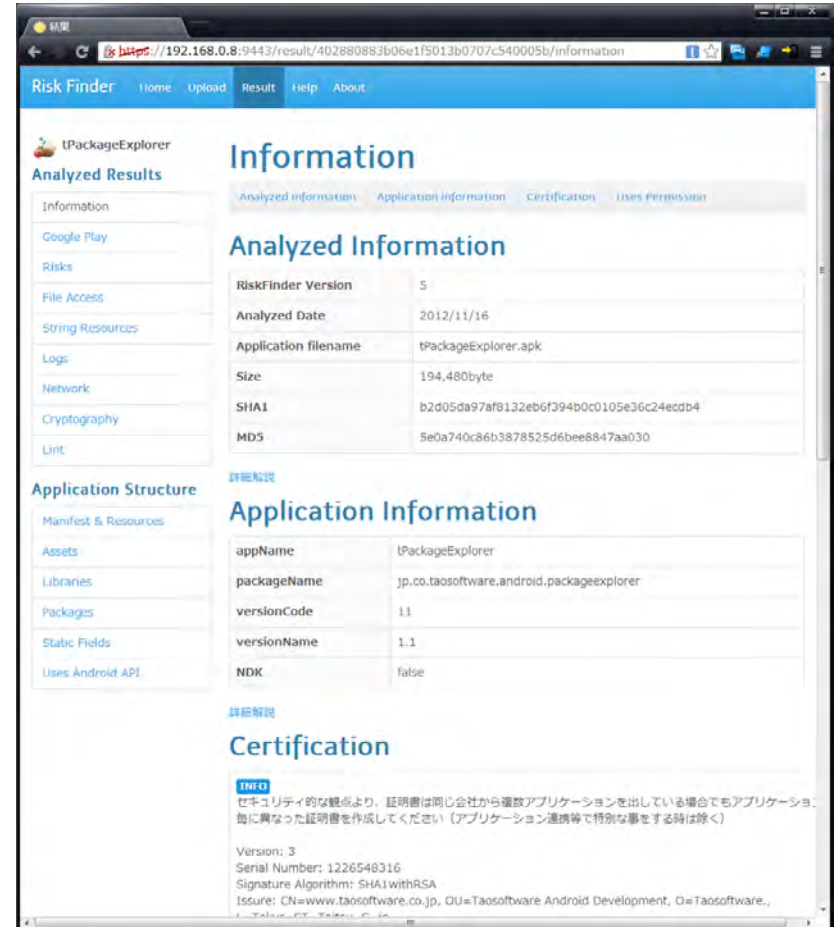 結果
https://192.168.0.8:9443/result/402880883b06e1f5013b0707c540005b/information
Risk Finder Home Upload Result Help About
tPackageExplorer
Analyzed Results
Information
Google Play
Risks
File Access
String Resources
Logs
Network
Cryptography
Lint
Application Structure
Manifest & Resources
Assets
Libraries
Packages
Static Fields
Uses Android API
Information
Analyzed information Application information Certification Uses Permission
Analyzed Information
RiskFinder Version 5
Analyzed Date 2012/11/16
Application filename tPackageExplorer.apk
Size 194,480byte
SHA1 b2d05da97af8132eb6f394b0c0105e36c24ecdb4
MD5 5e0a740c86b3878525d6bee8847aa030
詳細解説
Application Information
appName tPackageExplorer
packageName jp.co.taosoftware.android.packageexplorer
versionCode 11
versionName 1.1
NDK false
詳細解説
Certification
INFO
セキュリティ的な観点より、証明書は同じ会社から複数アプリケーションを出している場合でもアプリケーショ
毎に異なった証明書を作成してください（アプリケーション連携等で特別な事をする時は除く）
Version: 3
Serial Number: 1226548316
Signature Algorithm: SHA1withRSA
Issure: CN=www.taosoftware.co.jp, OU=Taosoftware Android Development, O=Taosoftware.,